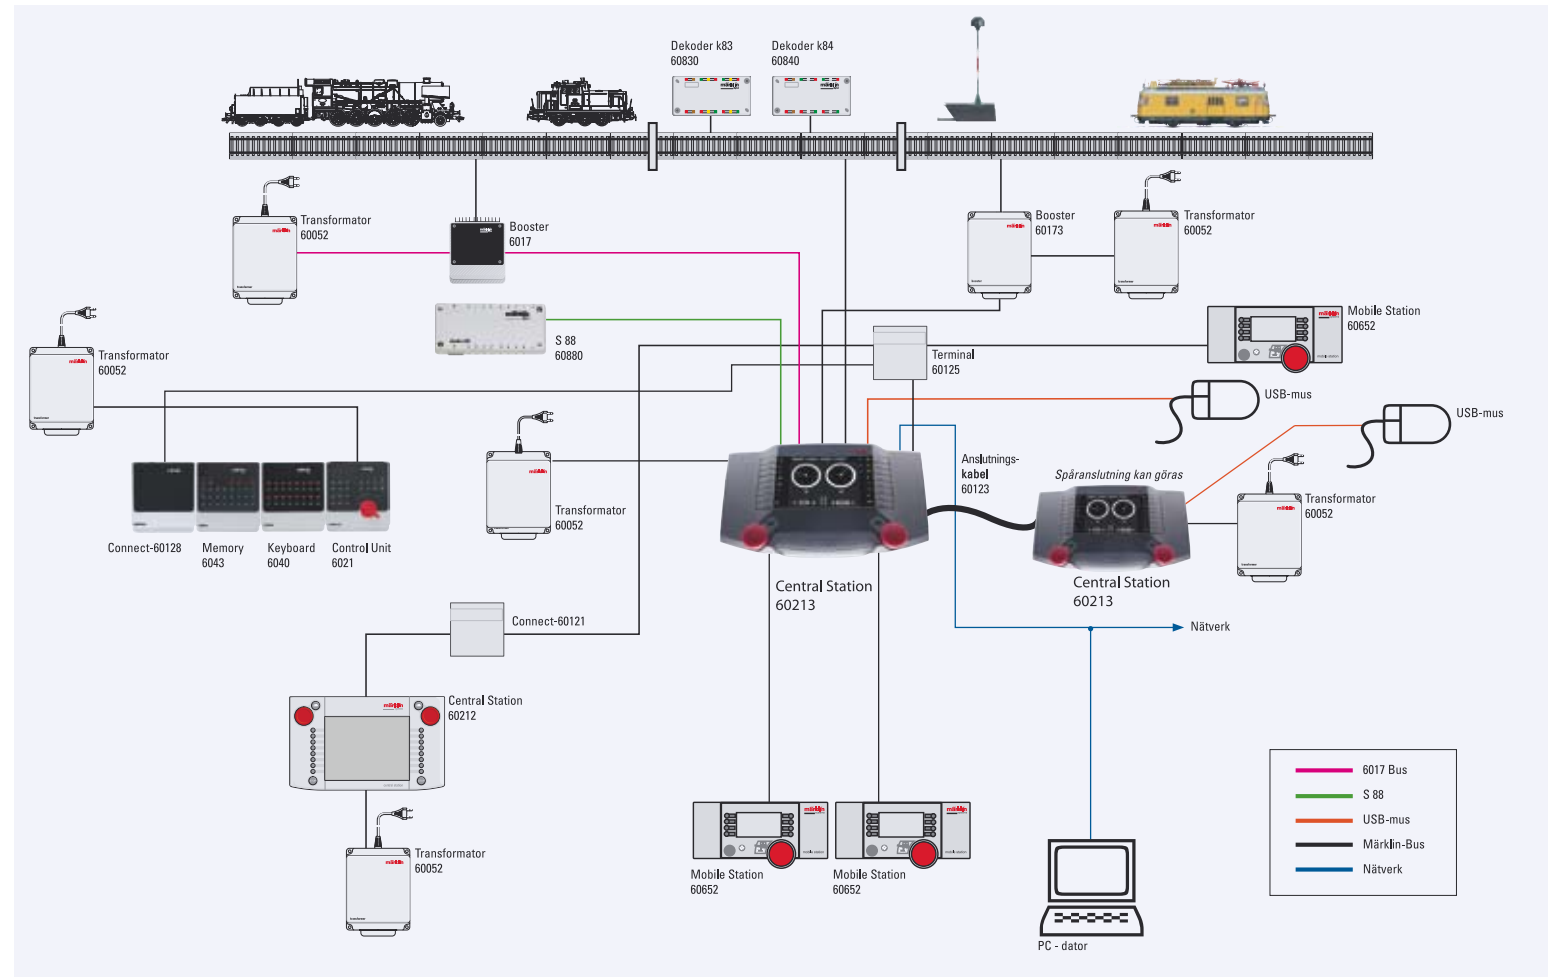 Dekoder k83
60830
Dekoder k84
60840
Transformator
60052
Booster
6017
Booster
60173
Transformator
60052
S 88
60880
Terminal
60125
Mobile Station
60652
Transformator
60052
USB-mus
USB-mus
Anslutnings-
kabel
60123
Spåranslutning kan göras
Transformator
60052
Transformator
60052
Connect-60128
Memory
6043
Keyboard
6040
Control Unit
6021
Central Station
60213
Central Station
60213
Connect-60121
Nätverk
Central Station
60212
Transformator
60052
Mobile Station
60652
Mobile Station
60652
PC - dator
6017 Bus
S 88
USB-mus
Märklin-Bus
Nätverk